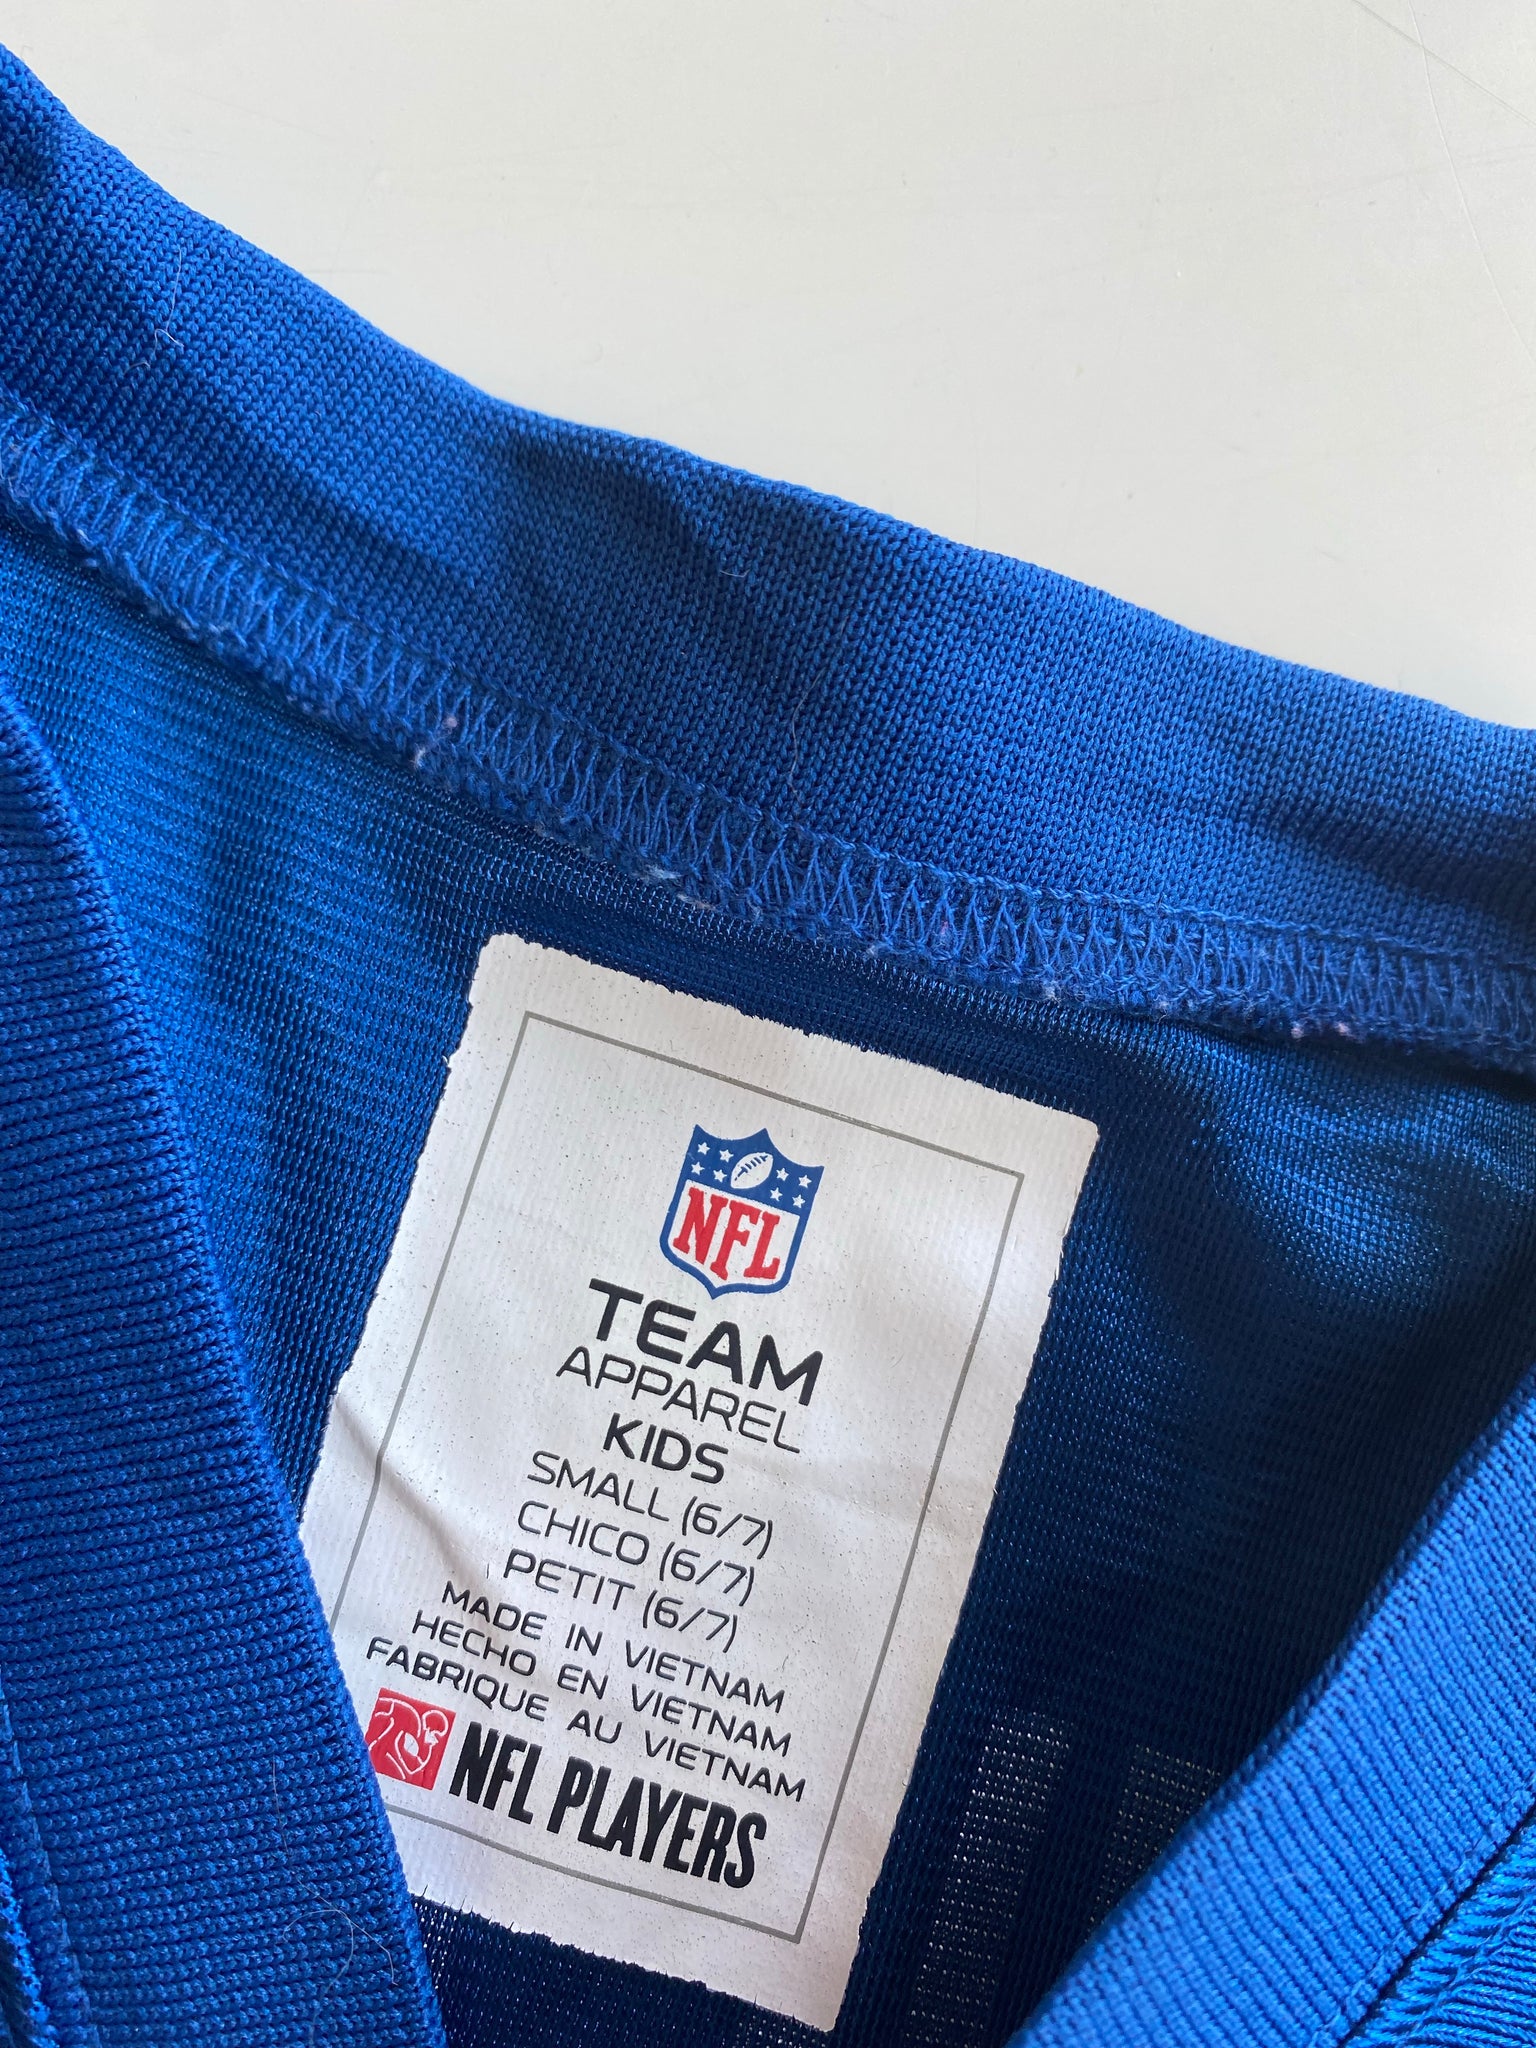 NFL
TEAM
APPAREL
KIDS
SMALL (6/7)
CHICO (6/7)
PETIT (6/7)
MADE IN VIETNAM
HECHO EN VIETNAM
FABRIQUE AU VIETNAM
NFL PLAYERS